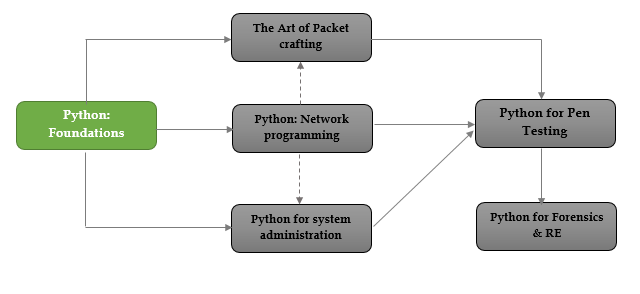 The Art of Packet
crafting
Python:
Foundations
Python: Network
programming
Python for Pen
Testing
Python for system
administration
Python for Forensics
& RE